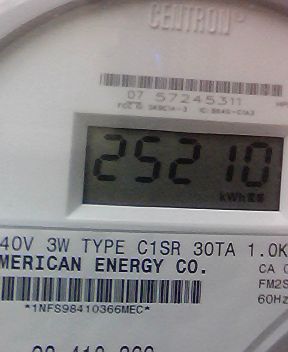 CENTRON®
07 57245311
25210
kWh
40V 3W TYPE C1SR 30TA 1.0K
MERICAN ENERGY CO.
CA 0
FM2S
60Hz
*1NFS98410366MEC*